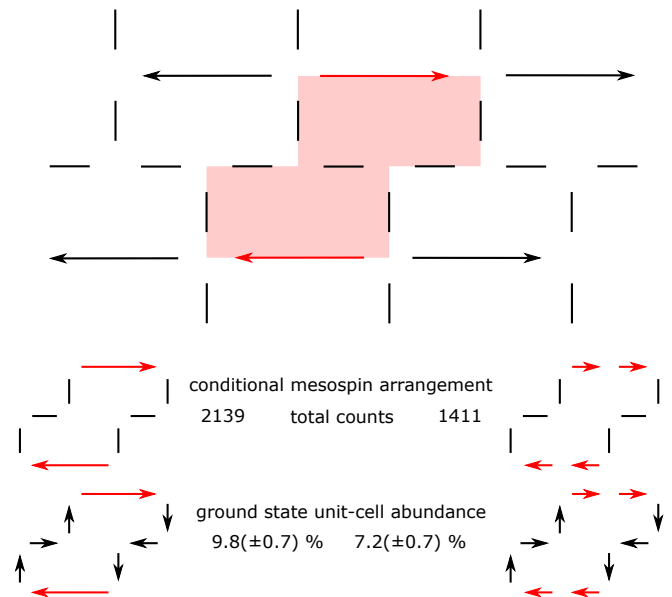 conditional mesospin arrangement
2139 total counts 1411
ground state unit-cell abundance
9.8(±0.7) % 7.2(±0.7) %